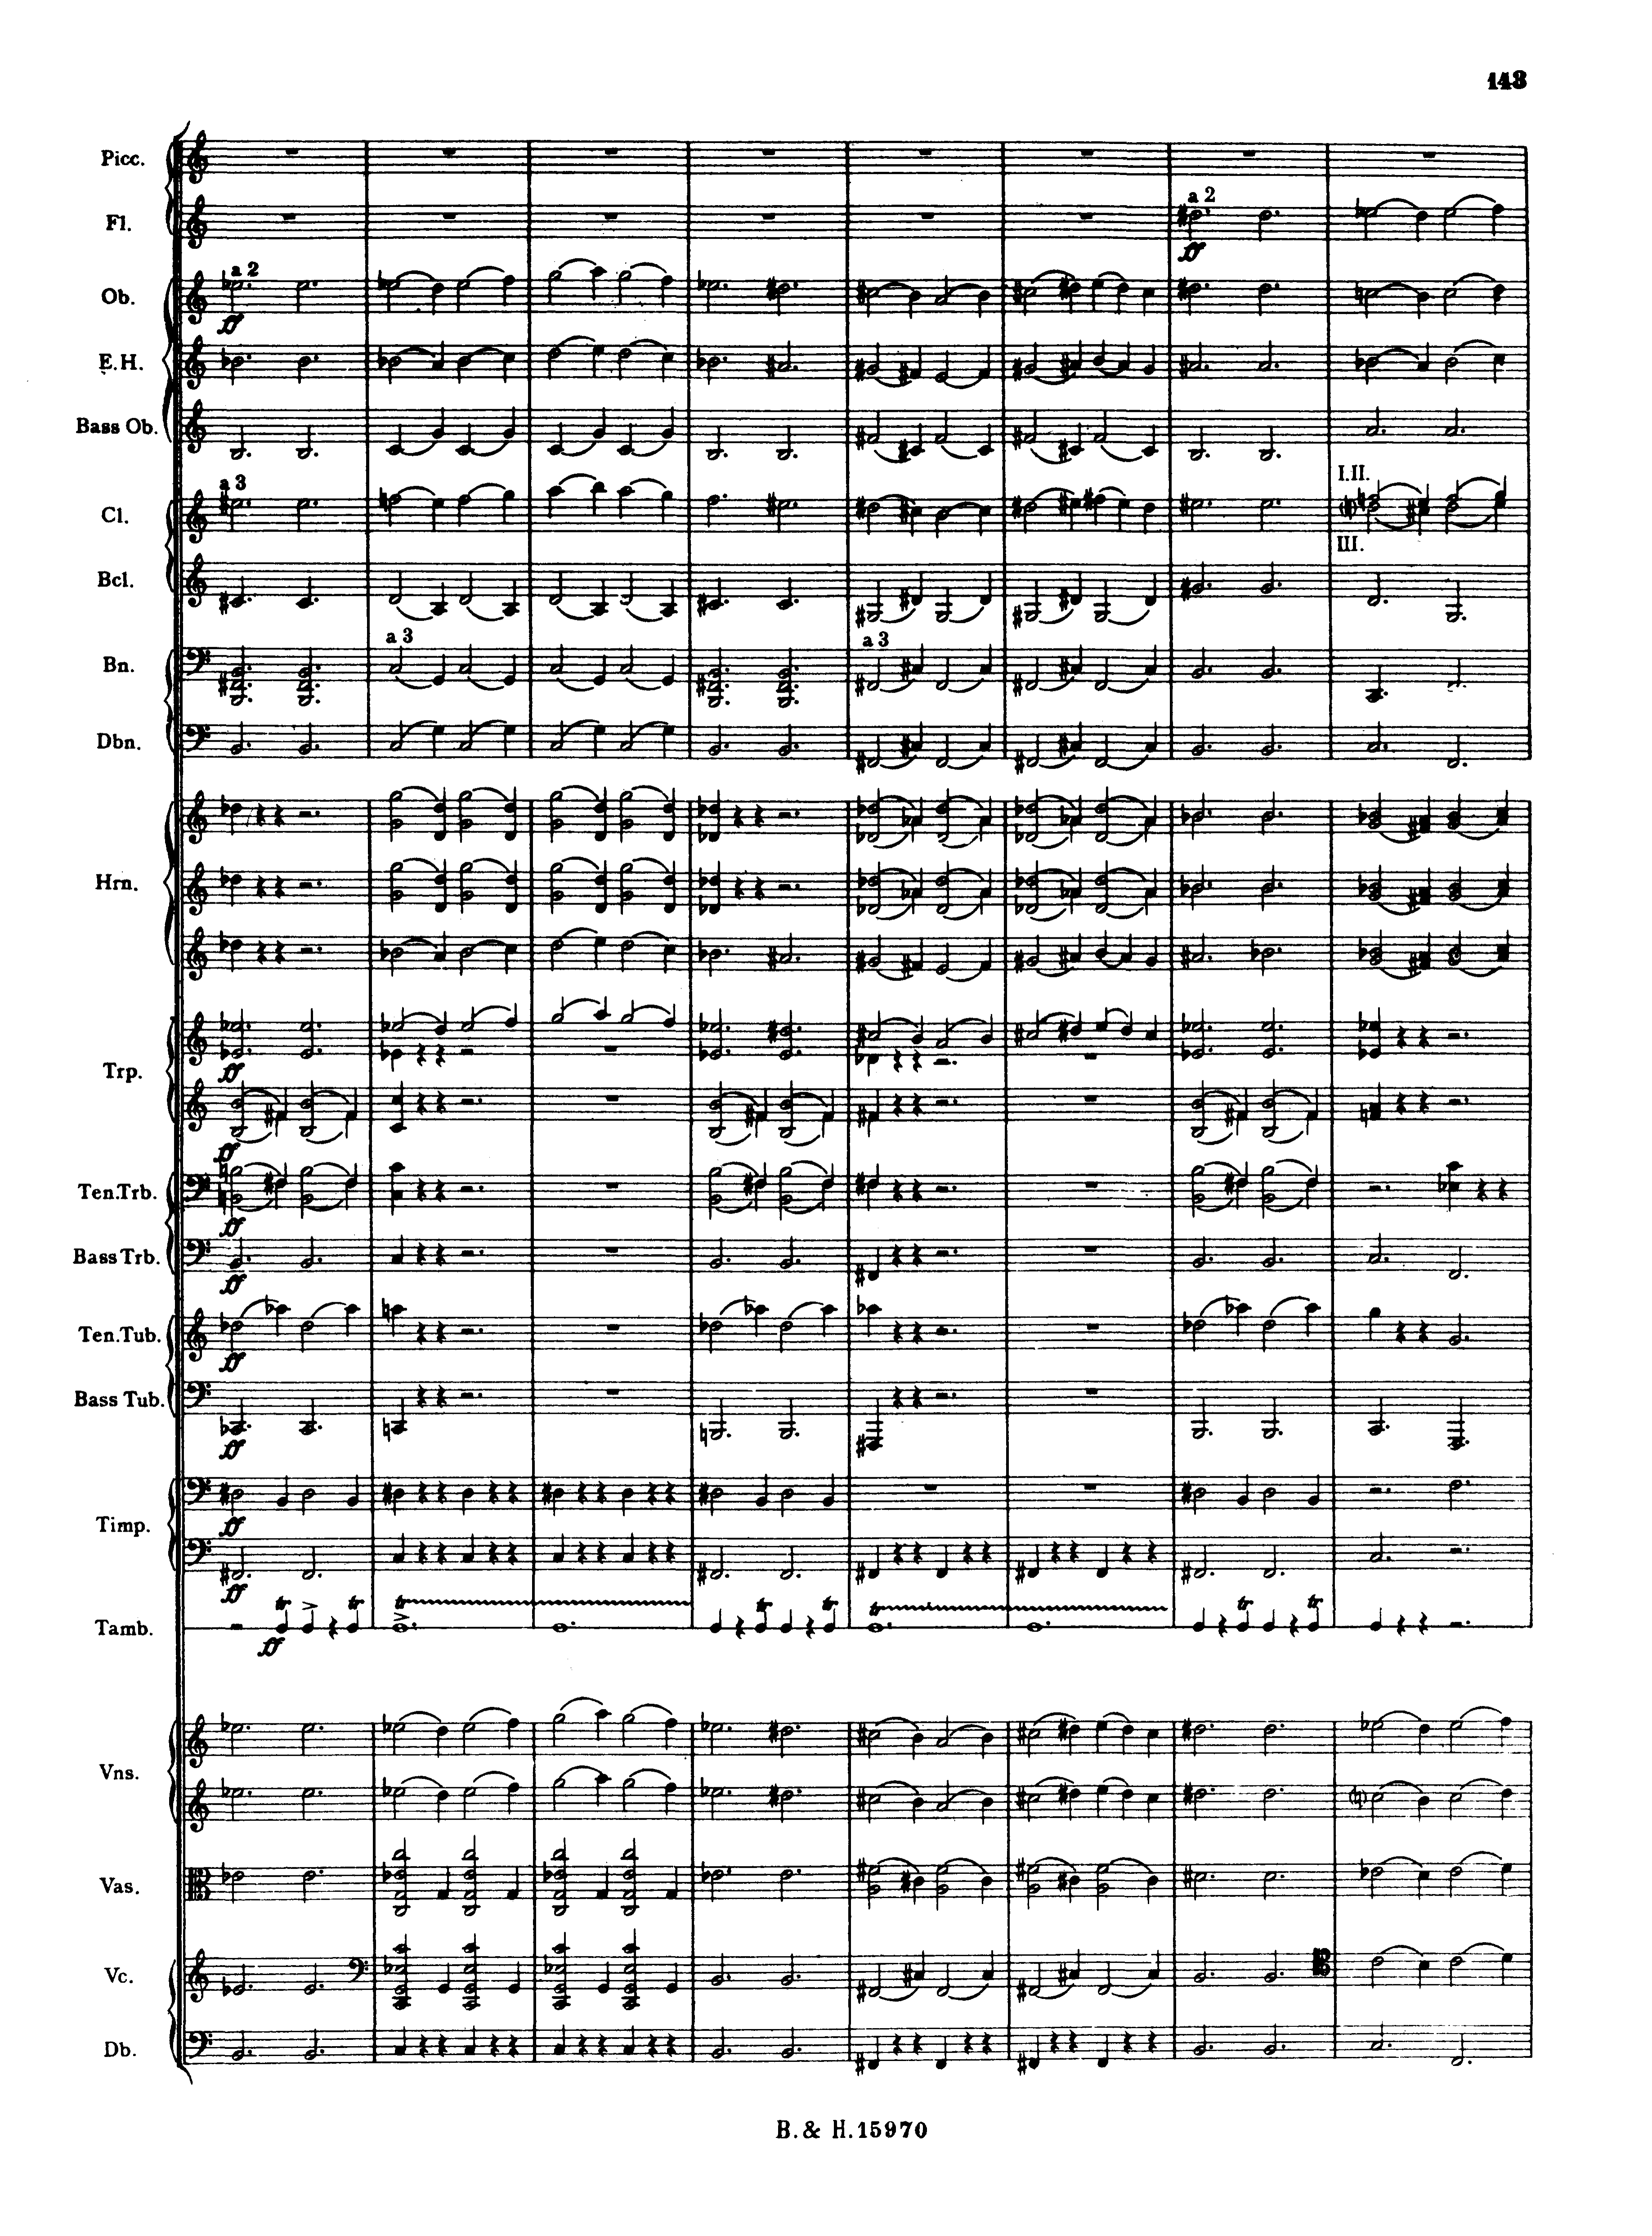 143
Picc.
Fl.
a 2
ff
Ob.
a 2
ff
E.H.
Bass Ob.
Cl.
a 3
I.II.
III.
Bcl.
Bn.
a 3
a 3
Dbn.
Hrn.
Trp.
ff
ff
Ten.Trb.
ff
Bass Trb.
ff
Ten.Tub.
ff
Bass Tub.
ff
Timp.
ff
ff
Tamb.
tr tr tr tr tr tr tr tr
ff
Vns.
Vas.
Vc.
Db.
B. & H. 15970